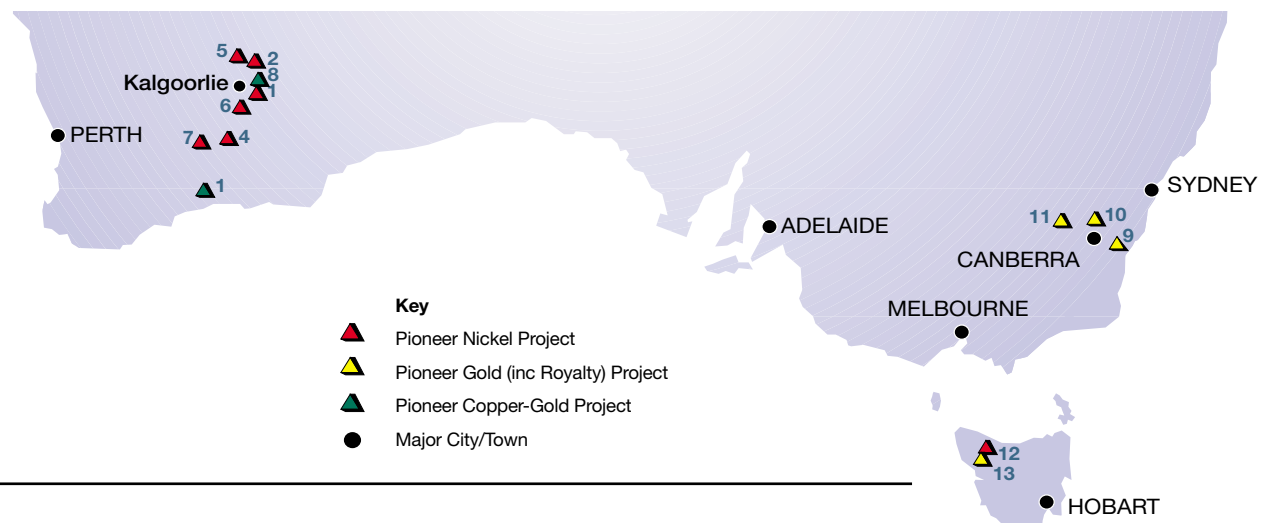 5
2
8
Kalgoorlie
1
6
PERTH
7
4
1
SYDNEY
11
10
ADELAIDE
9
CANBERRA
Key
MELBOURNE
Pioneer Nickel Project
Pioneer Gold (inc Royalty) Project
Pioneer Copper-Gold Project
Major City/Town
12
13
HOBART